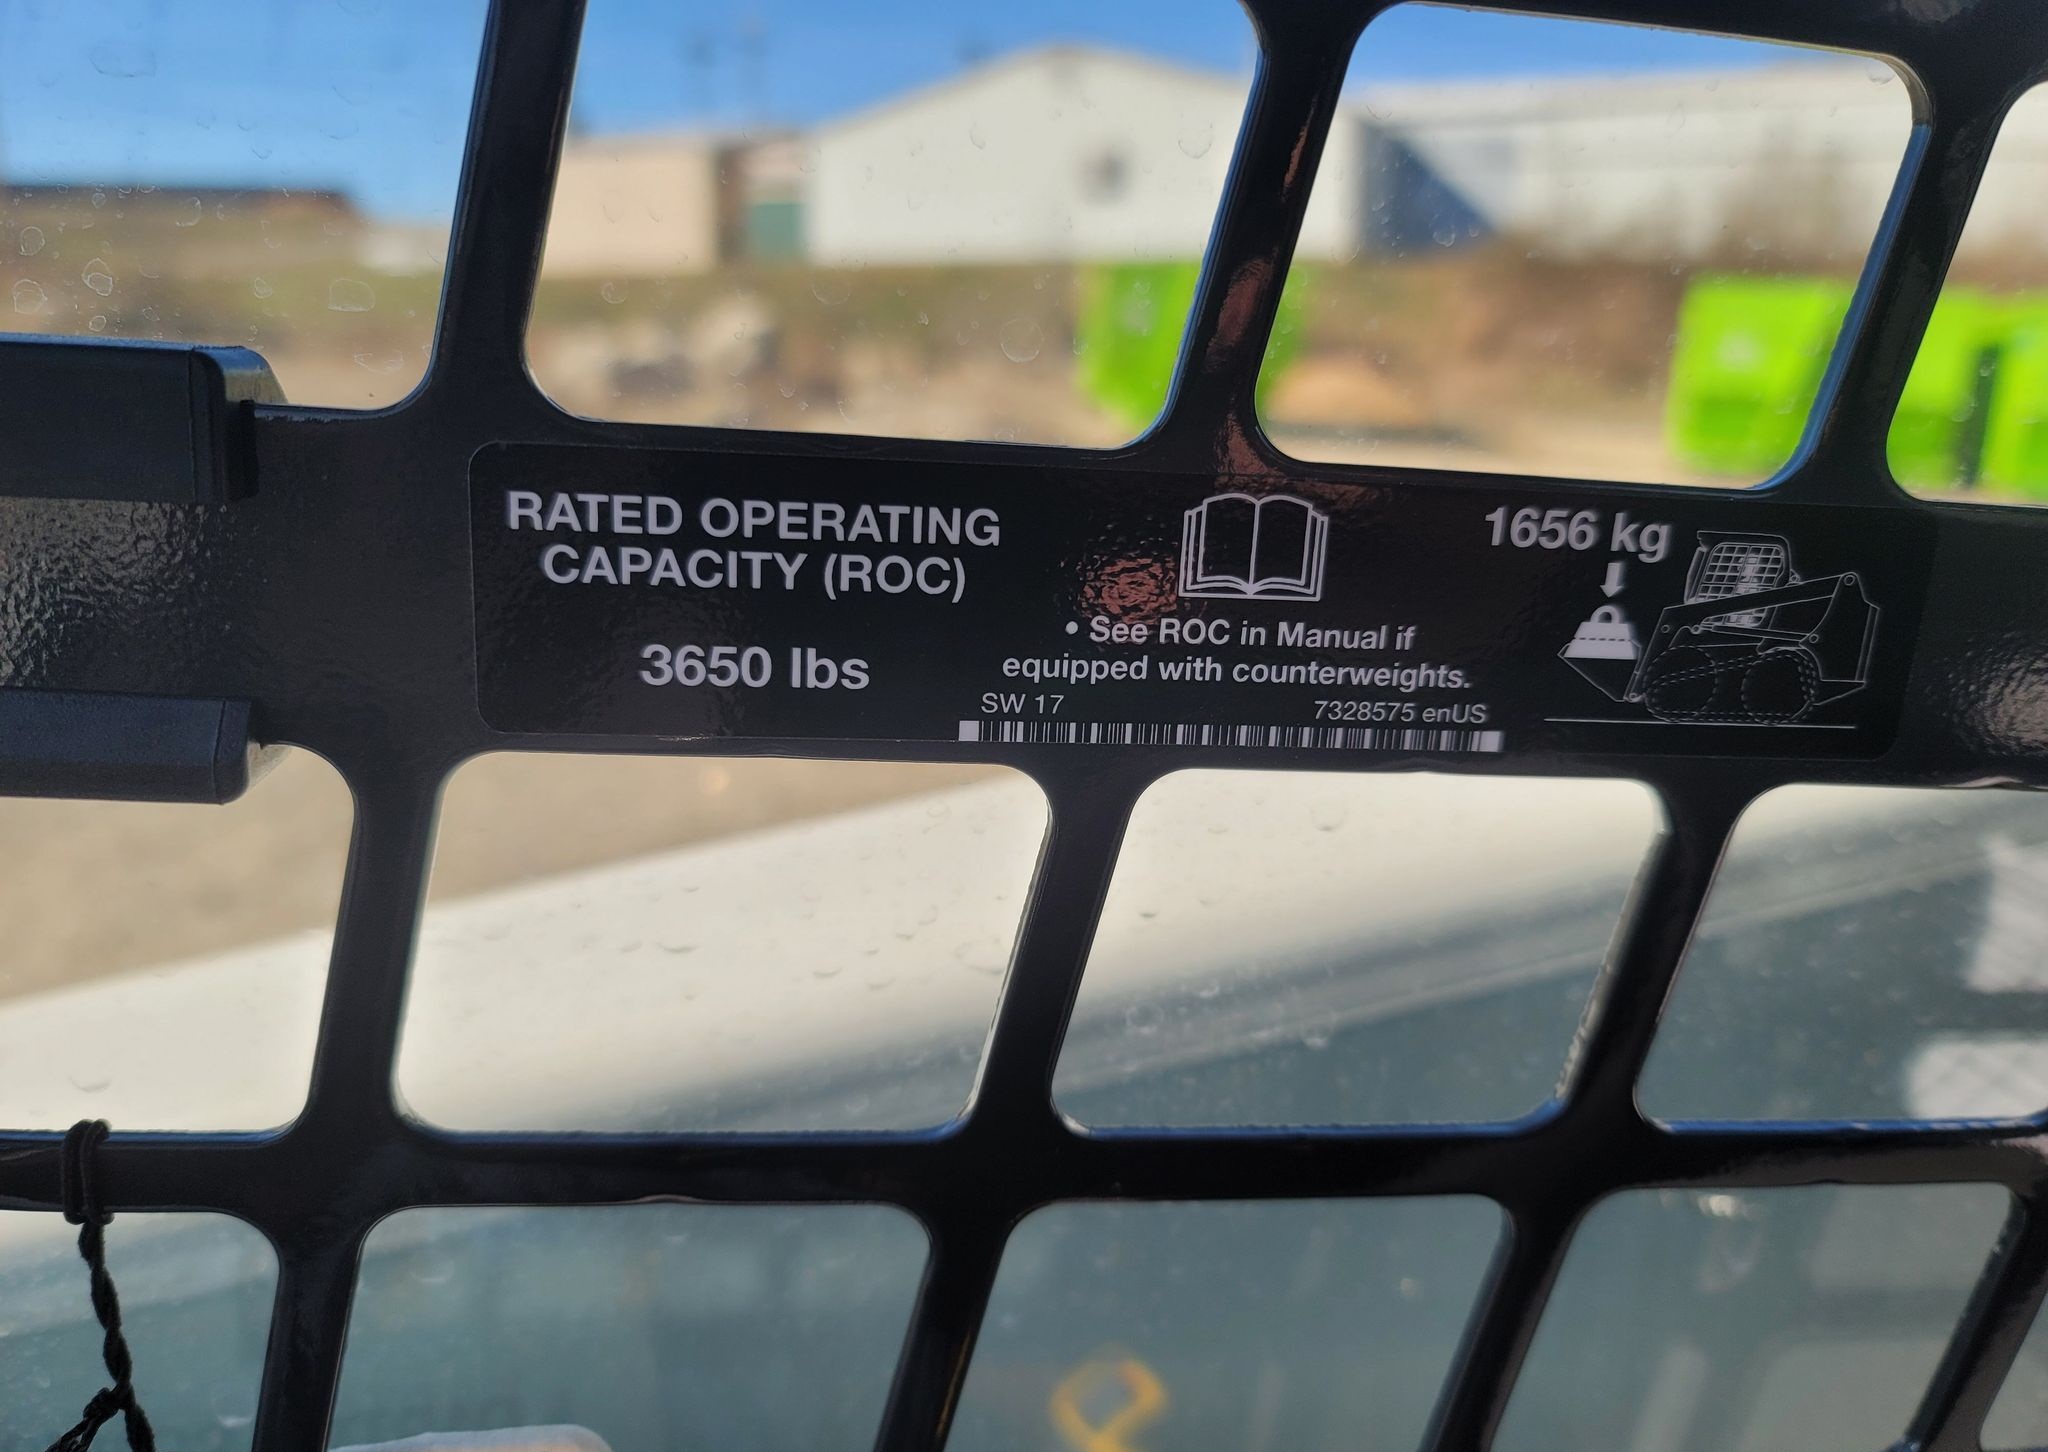 RATED OPERATING
CAPACITY (ROC)
3650 lbs
• See ROC in Manual if
equipped with counterweights.
SW 17
7328575 enUS
1656 kg